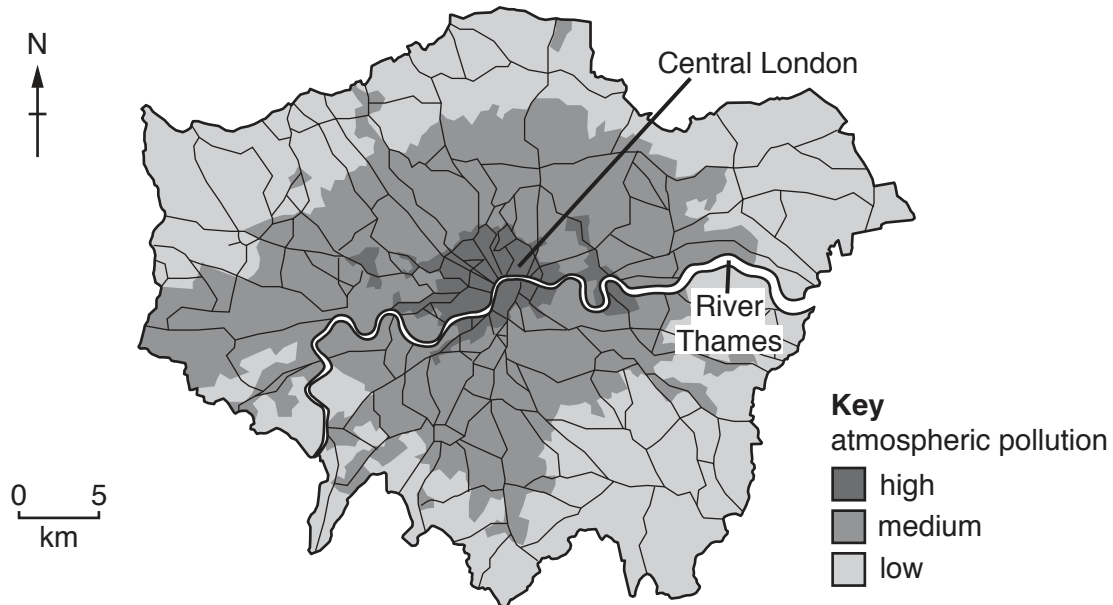 N
Central London
River
Thames
Key
atmospheric pollution
high
medium
low
0 5
km